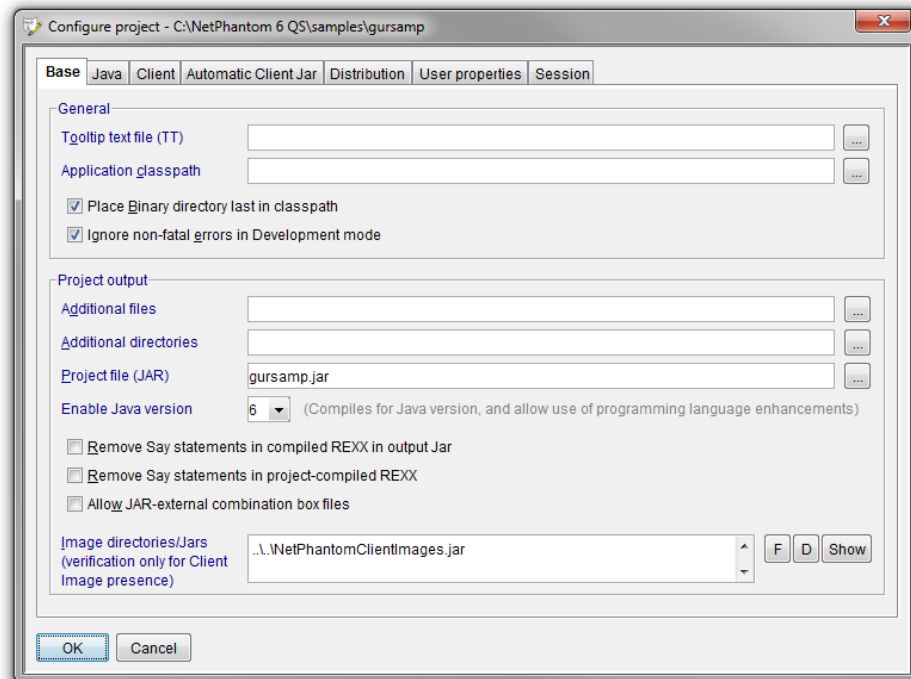 Configure project - C:\NetPhantom 6 QS\samples\gursamp
Base Java Client Automatic Client Jar Distribution User properties Session
General
Tooltip text file (TT) ...
Application classpath ...
Place Binary directory last in classpath
Ignore non-fatal errors in Development mode
Project output
Additional files ...
Additional directories ...
Project file (JAR) gursamp.jar ...
Enable Java version 6 (Compiles for Java version, and allow use of programming language enhancements)
Remove Say statements in compiled REXX in output Jar
Remove Say statements in project-compiled REXX
Allow JAR-external combination box files
Image directories/Jars ..\..\NetPhantomClientImages.jar F D Show
(verification only for Client
Image presence)
OK Cancel